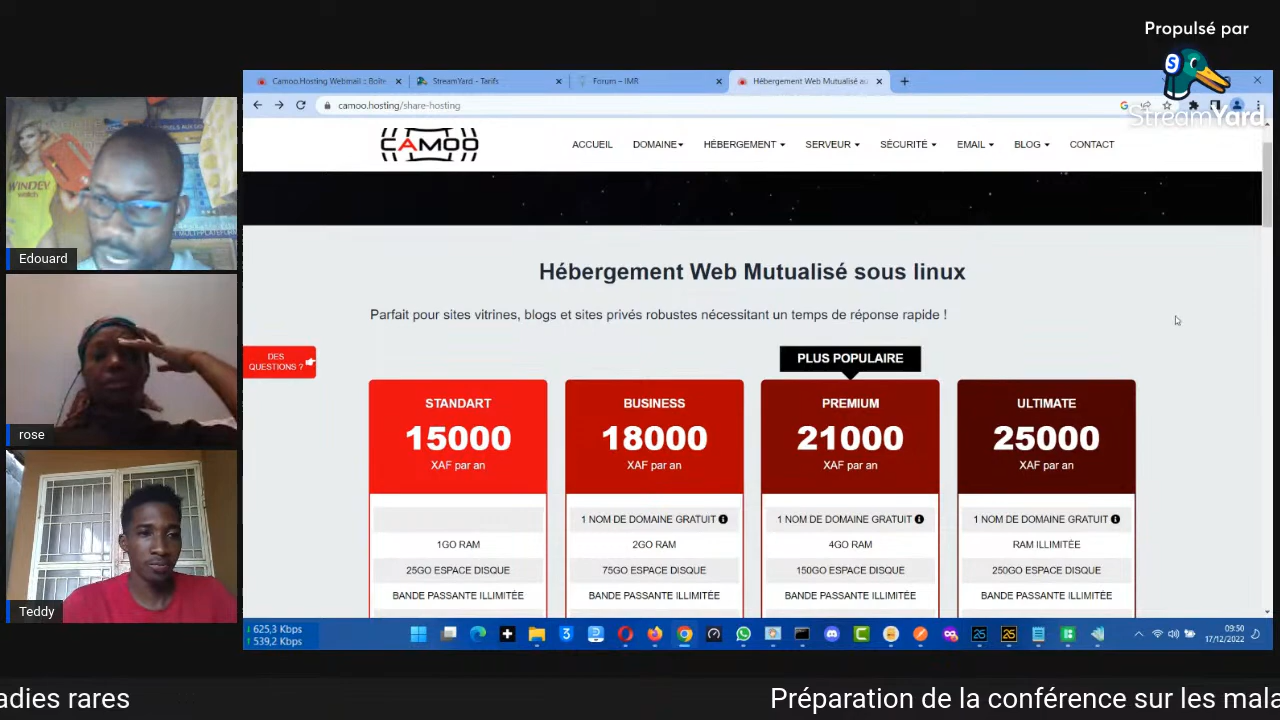 Propulsé par
StreamYard
Camoo.Hosting Webmail :: Boîte
StreamYard - Tarifs
Forum – IMR
Hébergement Web Mutualisé au
camoo.hosting/share-hosting
CAMOO
ACCUEIL
DOMAINE
HÉBERGEMENT
SERVEUR
SÉCURITÉ
EMAIL
BLOG
CONTACT
WINDEV
Edouard
rose
Teddy
Hébergement Web Mutualisé sous linux
Parfait pour sites vitrines, blogs et sites privés robustes nécessitant un temps de réponse rapide !
DES
QUESTIONS ?
PLUS POPULAIRE
STANDART
15000
XAF par an
1GO RAM
25GO ESPACE DISQUE
BANDE PASSANTE ILLIMITÉE
BUSINESS
18000
XAF par an
1 NOM DE DOMAINE GRATUIT
2GO RAM
75GO ESPACE DISQUE
BANDE PASSANTE ILLIMITÉE
PREMIUM
21000
XAF par an
1 NOM DE DOMAINE GRATUIT
4GO RAM
150GO ESPACE DISQUE
BANDE PASSANTE ILLIMITÉE
ULTIMATE
25000
XAF par an
1 NOM DE DOMAINE GRATUIT
RAM ILLIMITÉE
250GO ESPACE DISQUE
BANDE PASSANTE ILLIMITÉE
↓ 625,3 Kbps
↑ 539,2 Kbps
09:50
17/12/2022
adies rares
Préparation de la conférence sur les mala